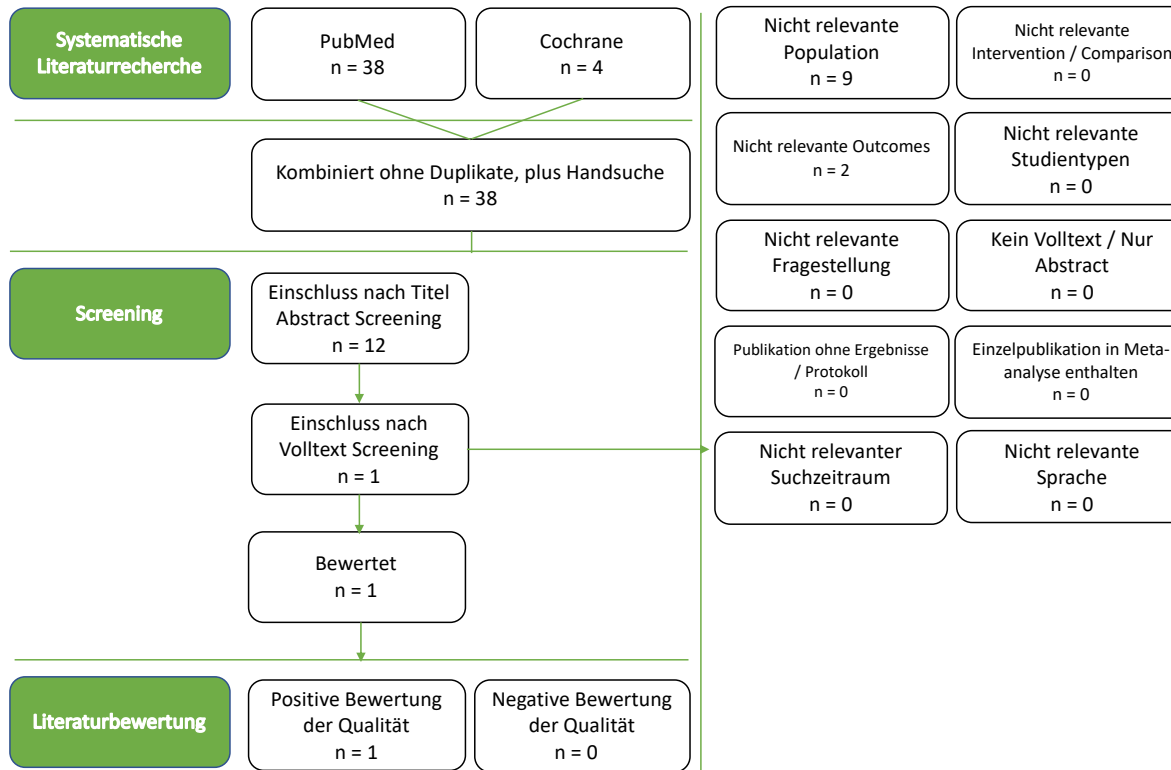 Systematische
Literaturrecherche
PubMed
n = 38
Cochrane
n = 4
Kombiniert ohne Duplikate, plus Handsuche
n = 38
Screening
Einschluss nach Titel
Abstract Screening
n = 12
Einschluss nach
Volltext Screening
n = 1
Bewertet
n = 1
Literaturbewertung
Positive Bewertung
der Qualität
n = 1
Negative Bewertung
der Qualität
n = 0
Nicht relevante
Population
n = 9
Nicht relevante
Intervention / Comparison
n = 0
Nicht relevante Outcomes
n = 2
Nicht relevante
Studientypen
n = 0
Nicht relevante
Fragestellung
n = 0
Kein Volltext / Nur
Abstract
n = 0
Publikation ohne Ergebnisse
/ Protokoll
n = 0
Einzelpublikation in Meta-
analyse enthalten
n = 0
Nicht relevanter
Suchzeitraum
n = 0
Nicht relevante
Sprache
n = 0